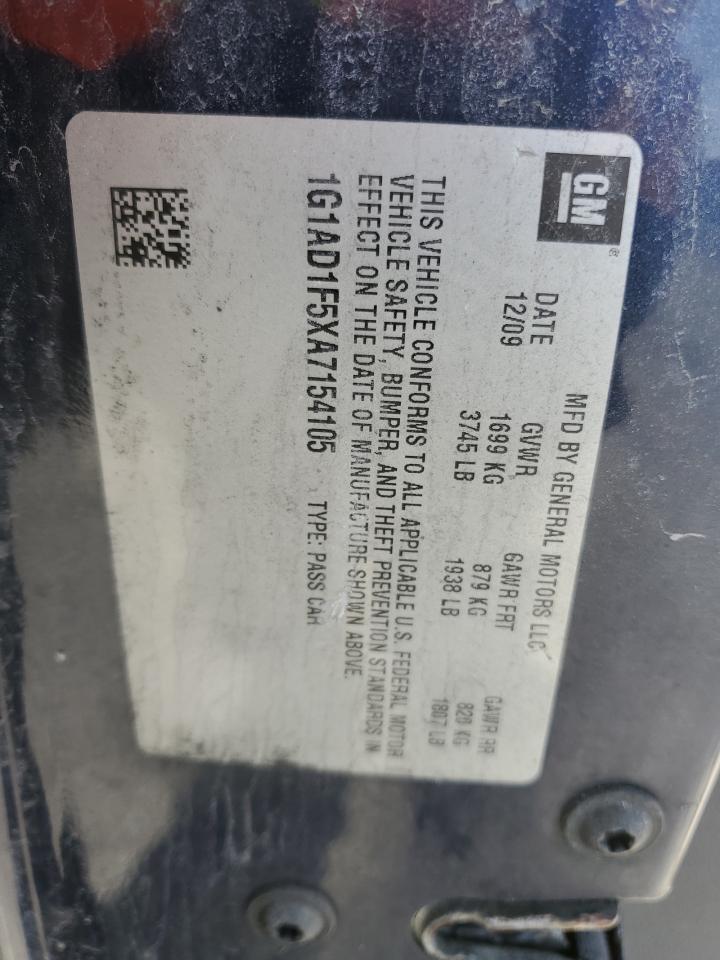 GM®
MFD BY GENERAL MOTORS LLC
DATE GVWR GAWR FRT GAWR RR
12/09 1699 KG 879 KG 820 KG
3745 LB 1938 LB 1807 LB
THIS VEHICLE CONFORMS TO ALL APPLICABLE U.S. FEDERAL MOTOR
VEHICLE SAFETY, BUMPER, AND THEFT PREVENTION STANDARDS IN
EFFECT ON THE DATE OF MANUFACTURE SHOWN ABOVE.
1G1AD1F5XA7154105 TYPE: PASS CAR